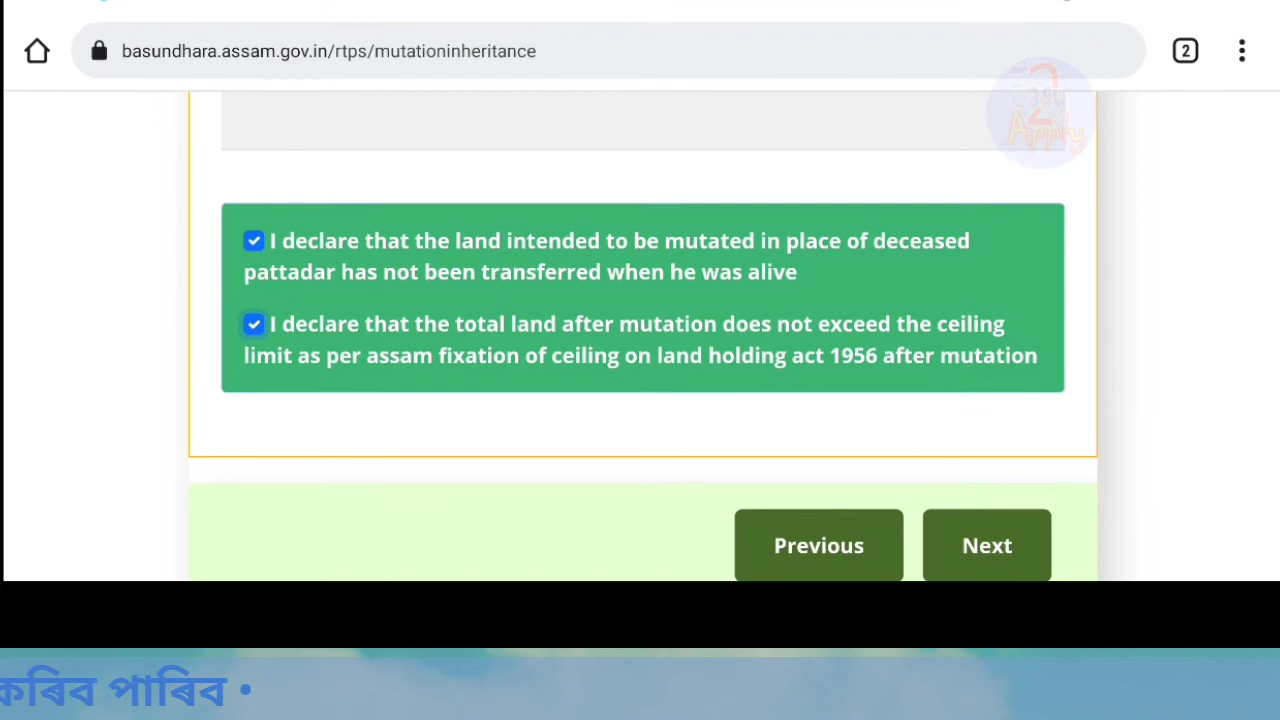 basundhara.assam.gov.in/rtps/mutationinheritance
2
Easy
2
Apply
I declare that the land intended to be mutated in place of deceased
pattadar has not been transferred when he was alive
I declare that the total land after mutation does not exceed the ceiling
limit as per assam fixation of ceiling on land holding act 1956 after mutation
Previous
Next
কৰিব পাৰিব •